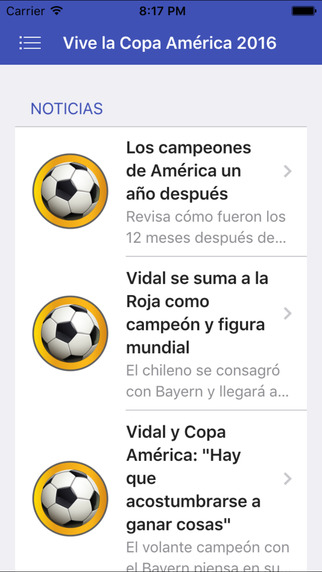 Carrier 8:17 PM
Vive la Copa América 2016
NOTICIAS
Los campeones
de América un
año después
Revisa cómo fueron los
12 meses después de...
Vidal se suma a la
Roja como
campeón y figura
mundial
El chileno se consagró
con Bayern y llegará a...
Vidal y Copa
América: "Hay
que
acostumbrarse a
ganar cosas"
El volante campeón con
el Bayern piensa en su